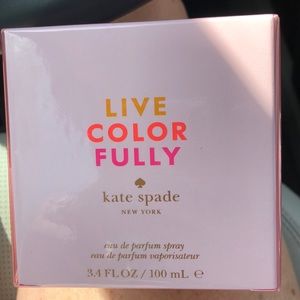 LIVE
COLOR
FULLY
kate spade
NEW YORK
eau de parfum spray
eau de parfum vaporisateur
3.4 FL OZ / 100 mL ℮